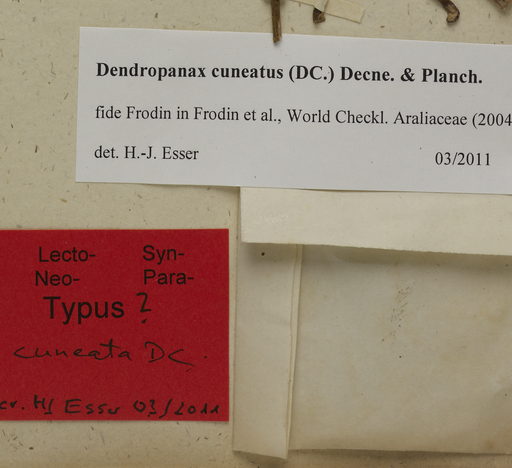 Dendropanax cuneatus (DC.) Decne. & Planch.
fide Frodin in Frodin et al., World Checkl. Araliaceae (2004
det. H.-J. Esser 03/2011
Lecto- Syn-
Neo- Para-
Typus ?
cuneata DC.
HJ Esser 03/2011